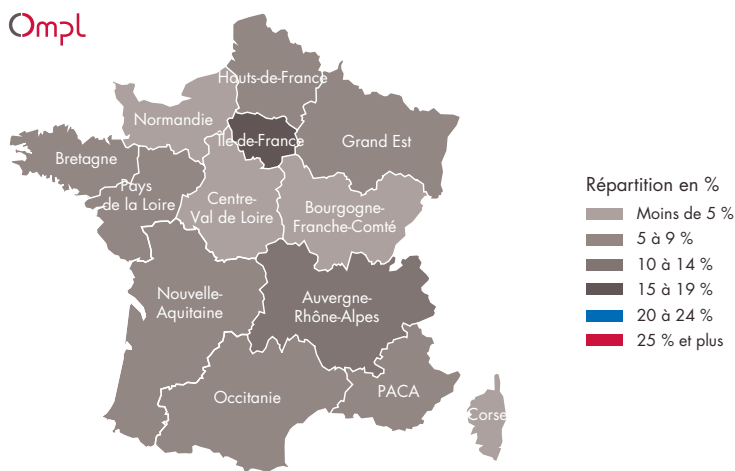 Ompl
Hauts-de-France
Normandie
Île-de-France
Grand Est
Bretagne
Pays
de la Loire
Centre-
Val de Loire
Bourgogne-
Franche-Comté
Nouvelle-
Aquitaine
Auvergne-
Rhône-Alpes
Occitanie
PACA
Corse
Répartition en %
Moins de 5 %
5 à 9 %
10 à 14 %
15 à 19 %
20 à 24 %
25 % et plus